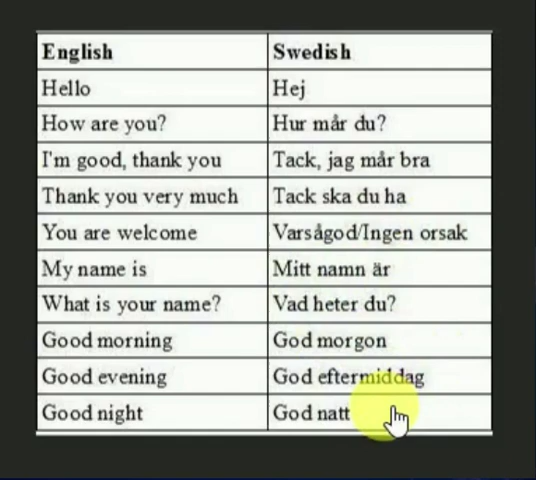 English Swedish
Hello Hej
How are you? Hur mår du?
I'm good, thank you Tack, jag mår bra
Thank you very much Tack ska du ha
You are welcome Varsågod/Ingen orsak
My name is Mitt namn är
What is your name? Vad heter du?
Good morning God morgon
Good evening God eftermiddag
Good night God natt